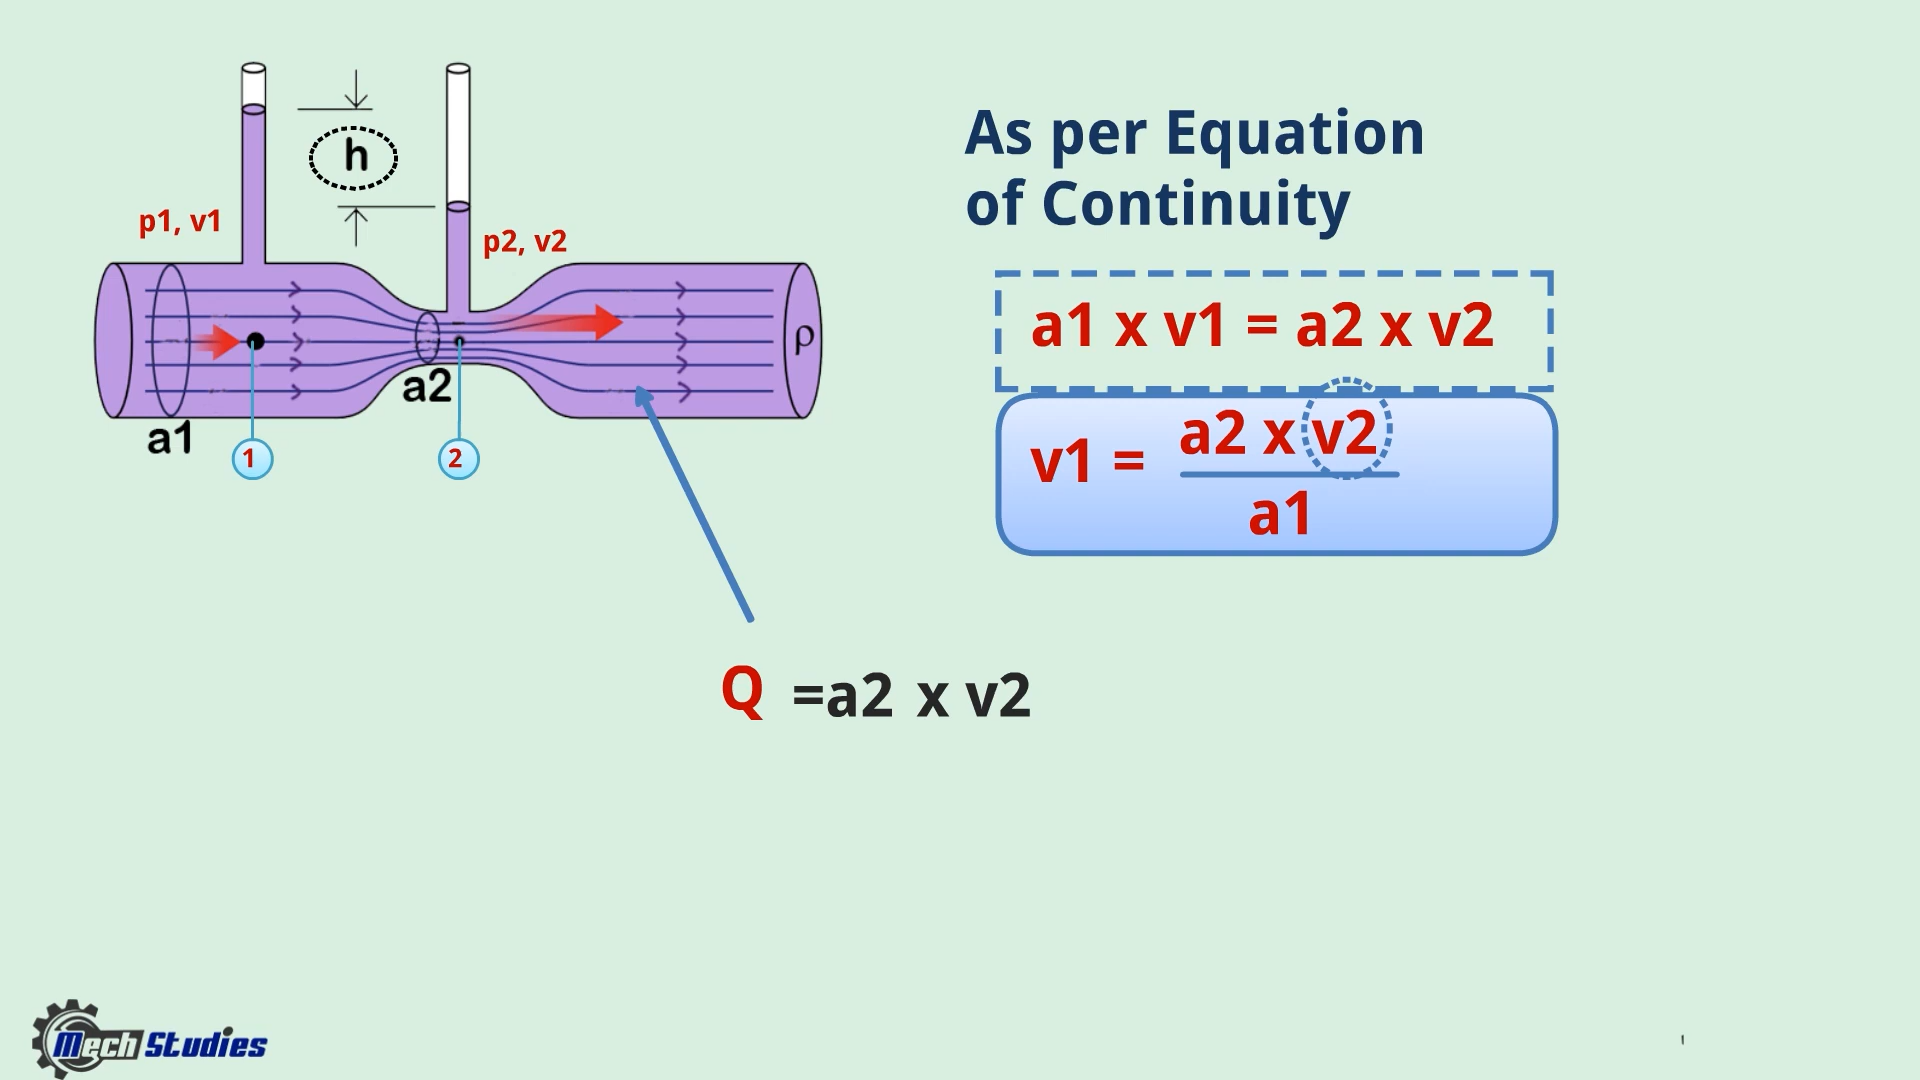 h
p1, v1
p2, v2
ρ
a2
a1
1
2
As per Equation
of Continuity
a1 x v1 = a2 x v2
v1 = a2 x v2
a1
Q =a2 x v2
Mech Studies